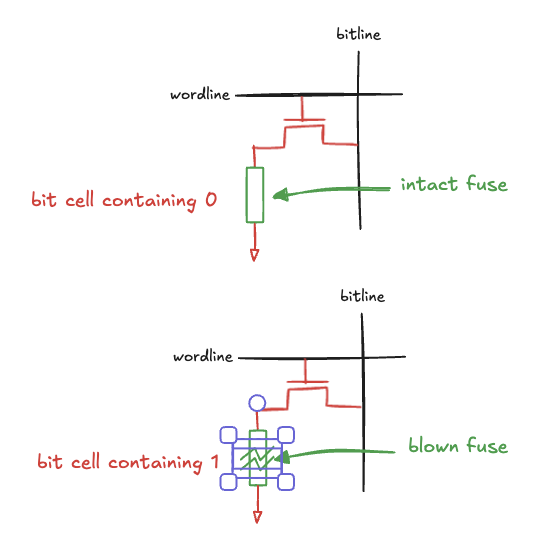 bitline
wordline
intact fuse
bit cell containing 0
bitline
wordline
blown fuse
bit cell containing 1